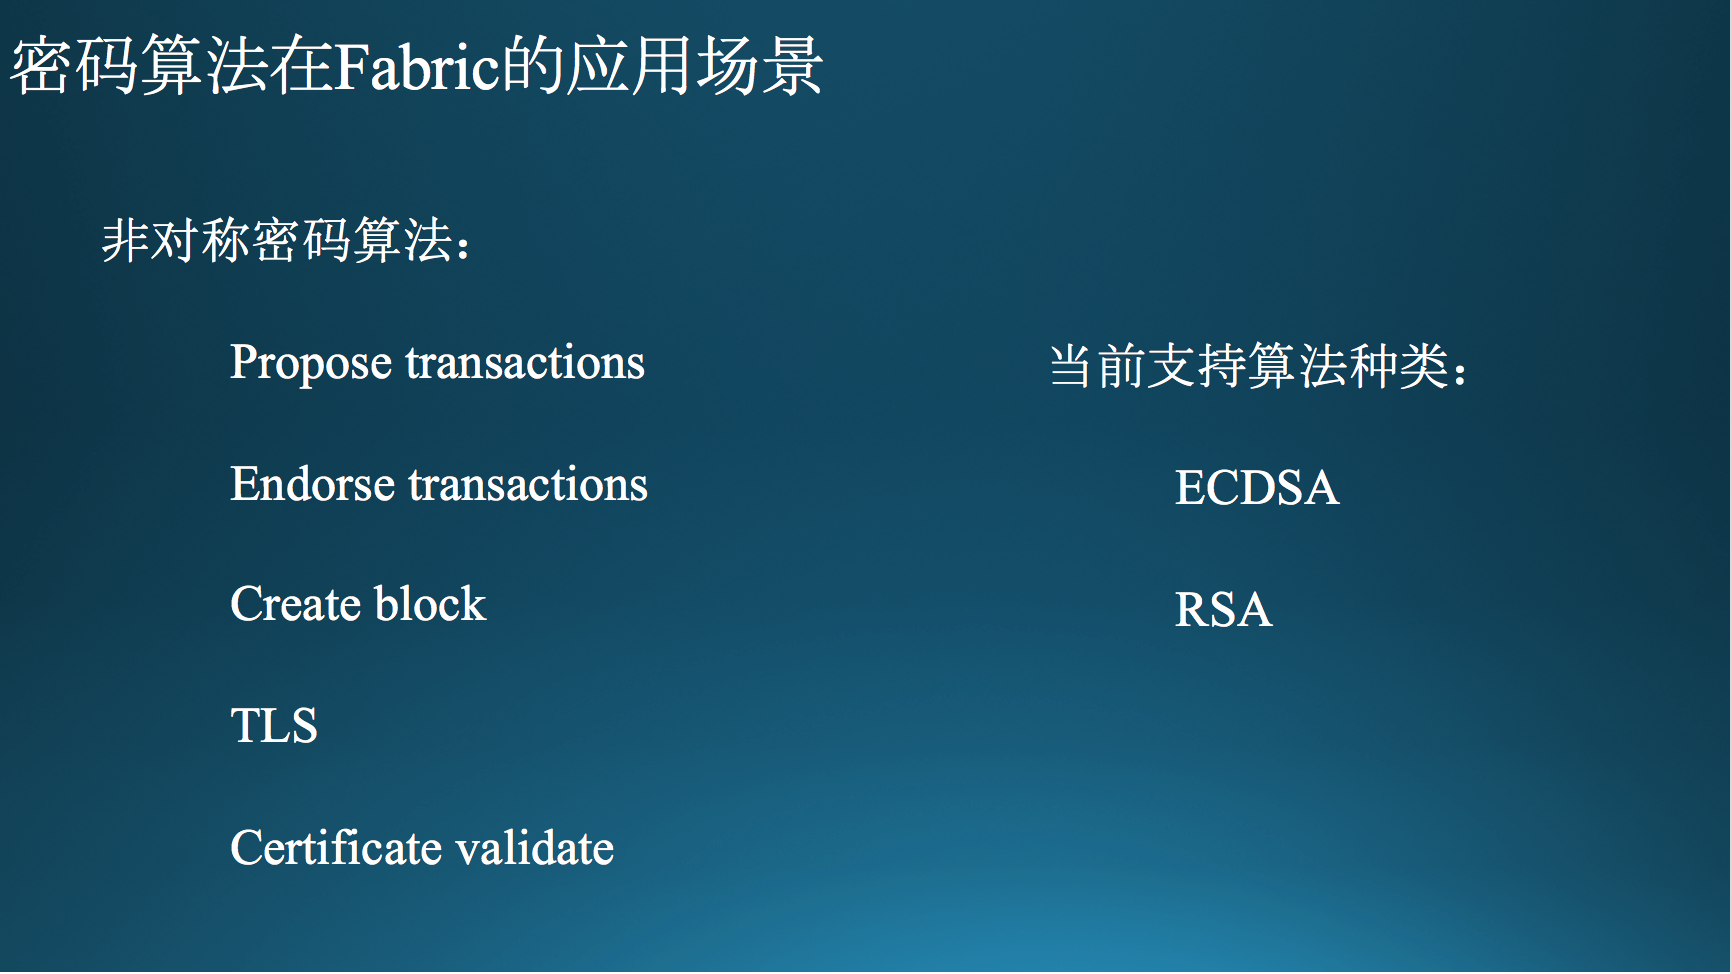 密码算法在Fabric的应用场景
非对称密码算法：
Propose transactions
Endorse transactions
Create block
TLS
Certificate validate
当前支持算法种类：
ECDSA
RSA